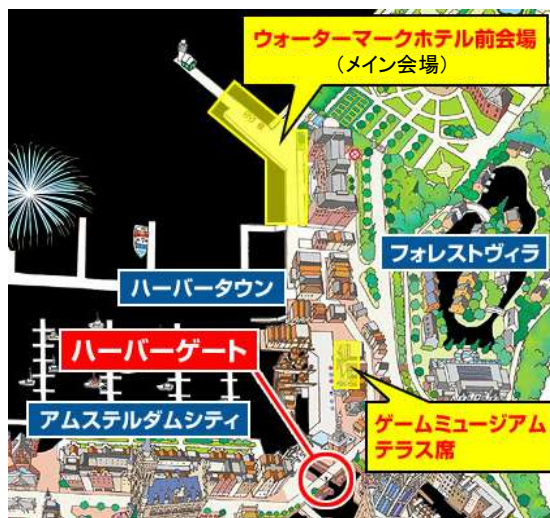 ウォーターマークホテル前会場
(メイン会場)
フォレストヴィラ
ハーバータウン
ハーバーゲート
アムステルダムシティ
ゲームミュージアム
テラス席